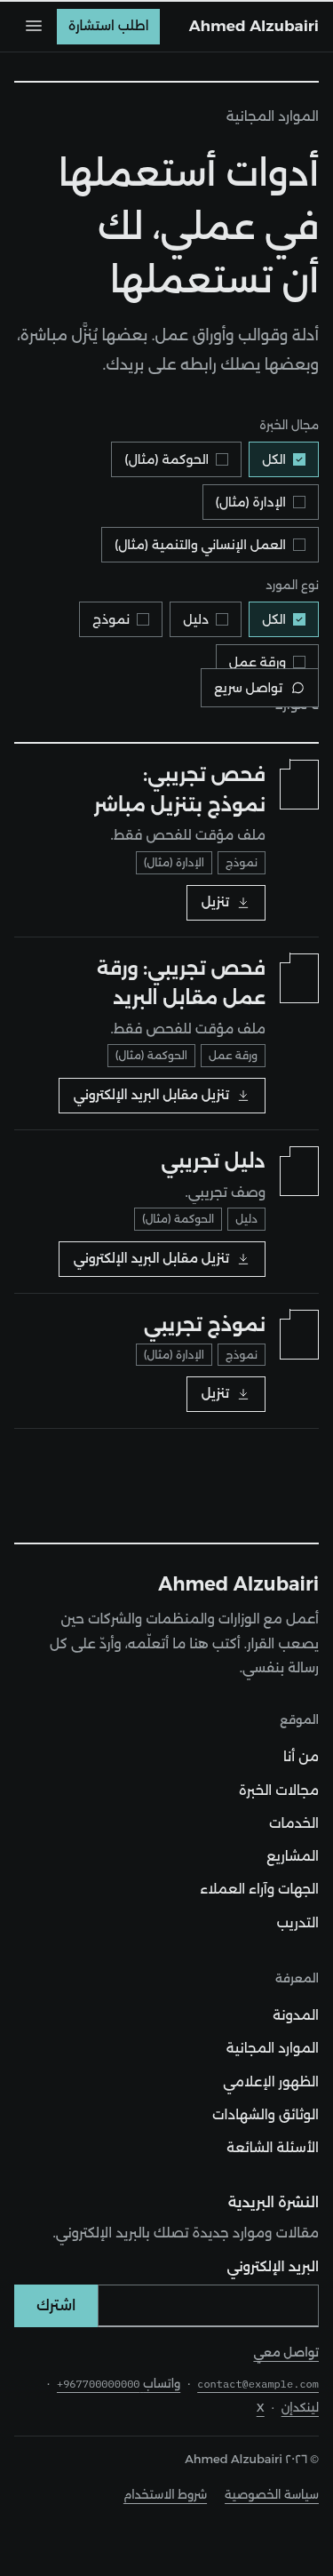 Ahmed Alzubairi
اطلب استشارة
الموارد المجانية
أدوات أستعملها
في عملي، لك
أن تستعملها
أدلة وقوالب وأوراق عمل. بعضها يُنزَّل مباشرة،
وبعضها يصلك رابطه على بريدك.
مجال الخبرة
الكل
الحوكمة (مثال)
الإدارة (مثال)
العمل الإنساني والتنمية (مثال)
نوع المورد
الكل
دليل
نموذج
ورقة عمل
تواصل سريع
فحص تجريبي:
نموذج بتنزيل مباشر
ملف مؤقت للفحص فقط.
نموذج
الإدارة (مثال)
تنزيل
فحص تجريبي: ورقة
عمل مقابل البريد
ملف مؤقت للفحص فقط.
ورقة عمل
الحوكمة (مثال)
تنزيل مقابل البريد الإلكتروني
دليل تجريبي
وصف تجريبي.
دليل
الحوكمة (مثال)
تنزيل مقابل البريد الإلكتروني
نموذج تجريبي
نموذج
الإدارة (مثال)
تنزيل
Ahmed Alzubairi
أعمل مع الوزارات والمنظمات والشركات حين
يصعب القرار. أكتب هنا ما أتعلّمه، وأردّ على كل
رسالة بنفسي.
الموقع
من أنا
مجالات الخبرة
الخدمات
المشاريع
الجهات وآراء العملاء
التدريب
المعرفة
المدونة
الموارد المجانية
الظهور الإعلامي
الوثائق والشهادات
الأسئلة الشائعة
النشرة البريدية
مقالات وموارد جديدة تصلك بالبريد الإلكتروني.
البريد الإلكتروني
اشترك
تواصل معي
contact@example.com · واتساب +967700000000 ·
لينكدإن · X
© ٢٠٢٦ Ahmed Alzubairi
سياسة الخصوصية
شروط الاستخدام